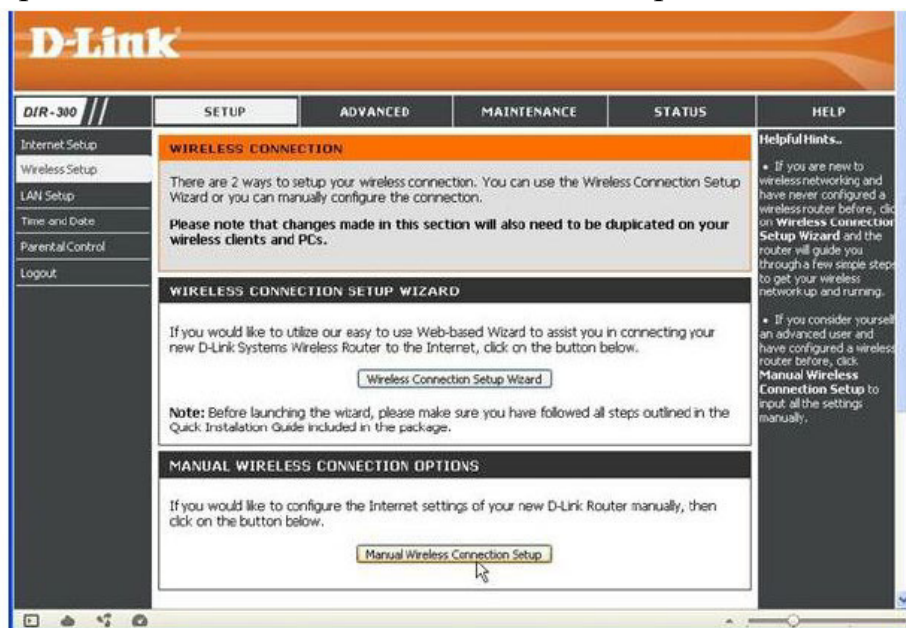 D-Link
DIR-300
SETUP
ADVANCED
MAINTENANCE
STATUS
HELP
Internet Setup
Wireless Setup
LAN Setup
Time and Date
Parental Control
Logout
WIRELESS CONNECTION
There are 2 ways to setup your wireless connection. You can use the Wireless Connection Setup
Wizard or you can manually configure the connection.
Please note that changes made in this section will also need to be duplicated on your
wireless clients and PCs.
WIRELESS CONNECTION SETUP WIZARD
If you would like to utilize our easy to use Web-based Wizard to assist you in connecting your
new D-Link Systems Wireless Router to the Internet, click on the button below.
Wireless Connection Setup Wizard
Note: Before launching the wizard, please make sure you have followed all steps outlined in the
Quick Instalation Guide included in the package.
MANUAL WIRELESS CONNECTION OPTIONS
If you would like to configure the Internet settings of your new D-Link Router manually, then
click on the button below.
Manual Wireless Connection Setup
Helpful Hints..
• If you are new to
wireless networking and
have never configured a
wireless router before, clic
on Wireless Connection
Setup Wizard and the
router will guide you
through a few simple steps
to get your wireless
network up and running.
• If you consider yourself
an advanced user and
have configured a wireless
router before, click
Manual Wireless
Connection Setup to
input all the settings
manually.